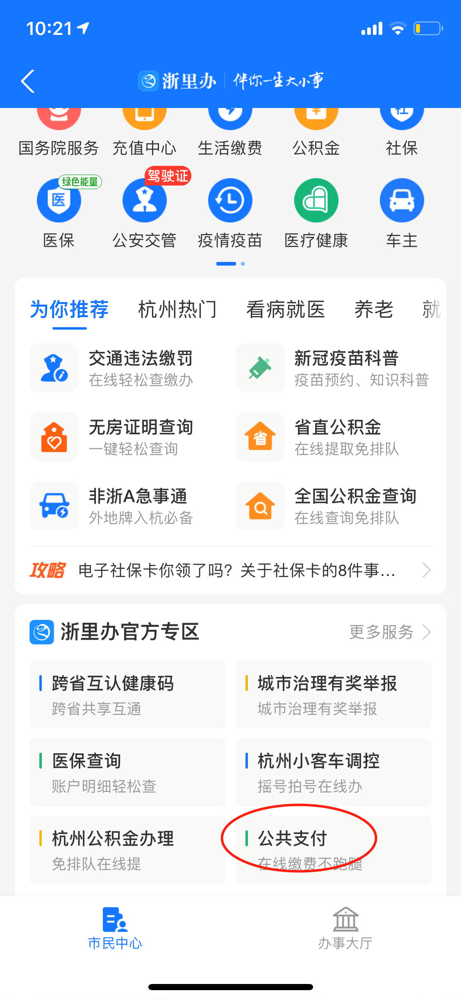 10:21
浙里办 伴你一生大小事
国务院服务 充值中心 生活缴费 公积金 社保
绿色能量 驾驶证
医
医保 公安交管 疫情疫苗 医疗健康 车主
为你推荐 杭州热门 看病就医 养老 就
交通违法缴罚 新冠疫苗科普
在线轻松查缴办 疫苗预约、知识科普
无房证明查询 省直公积金
省
一键轻松查询 在线提取免排队
非浙A急事通 全国公积金查询
外地牌入杭必备 在线查询免排队
攻略 电子社保卡你领了吗？关于社保卡的8件事...
浙里办官方专区 更多服务
跨省互认健康码 城市治理有奖举报
跨省共享互通 城市治理有奖举报
医保查询 杭州小客车调控
账户明细轻松查 摇号拍号在线办
杭州公积金办理 公共支付
免排队在线提 在线缴费不跑腿
市民中心 办事大厅